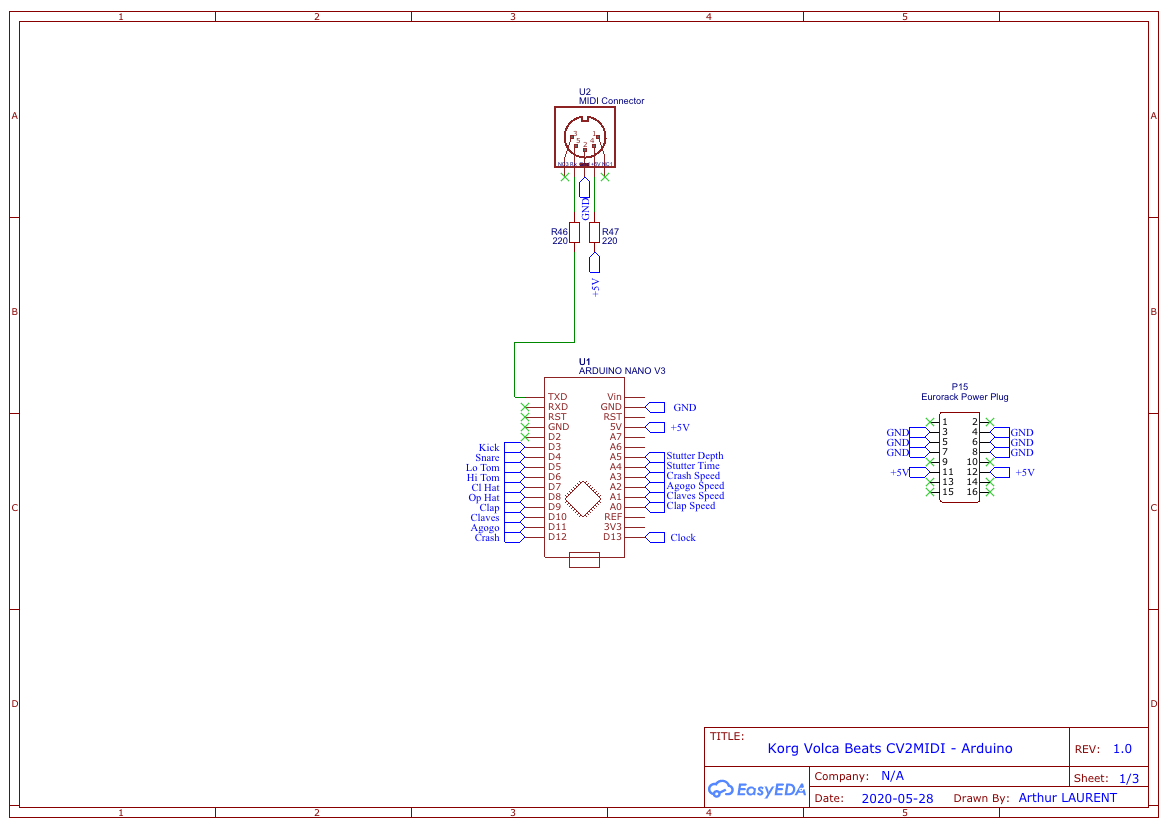 1 2 3 4 5
A A
U2
MIDI Connector
3 1
5 4
2
GND
R46 R47
220 220
+5V
B B
U1
ARDUINO NANO V3
TXD Vin
RXD GND GND
RST RST
GND 5V +5V
D2 A7
Kick D3 A6
Snare D4 A5 Stutter Depth
Lo Tom D5 A4 Stutter Time
Hi Tom D6 A3 Crash Speed
Cl Hat D7 A2 Agogo Speed
Op Hat D8 A1 Claves Speed
Clap D9 A0 Clap Speed
Claves D10 REF
Agogo D11 3V3
Crash D12 D13 Clock
P15
Eurorack Power Plug
1 2
GND 3 4 GND
GND 5 6 GND
GND 7 8 GND
9 10
+5V 11 12 +5V
13 14
15 16
C C
D D
TITLE:
Korg Volca Beats CV2MIDI - Arduino
REV: 1.0
EasyEDA
Company: N/A
Sheet: 1/3
Date: 2020-05-28 Drawn By: Arthur LAURENT
1 2 3 4 5